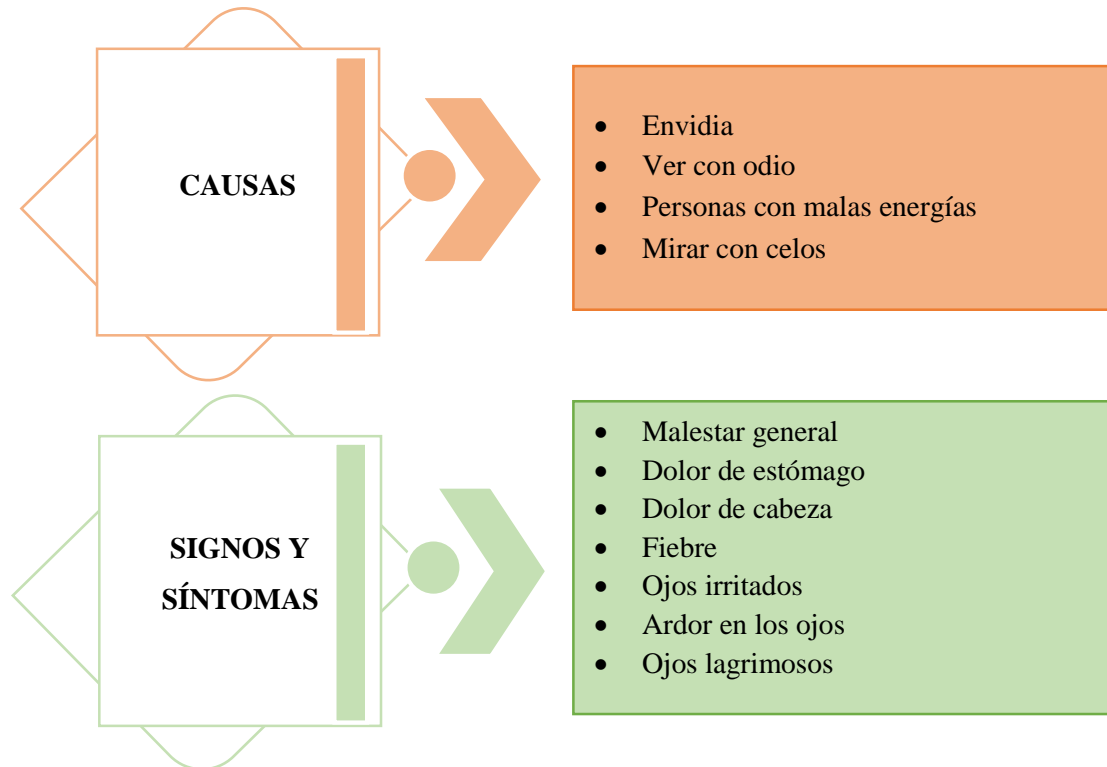 CAUSAS
• Envidia
• Ver con odio
• Personas con malas energías
• Mirar con celos
SIGNOS Y
SÍNTOMAS
• Malestar general
• Dolor de estómago
• Dolor de cabeza
• Fiebre
• Ojos irritados
• Ardor en los ojos
• Ojos lagrimosos